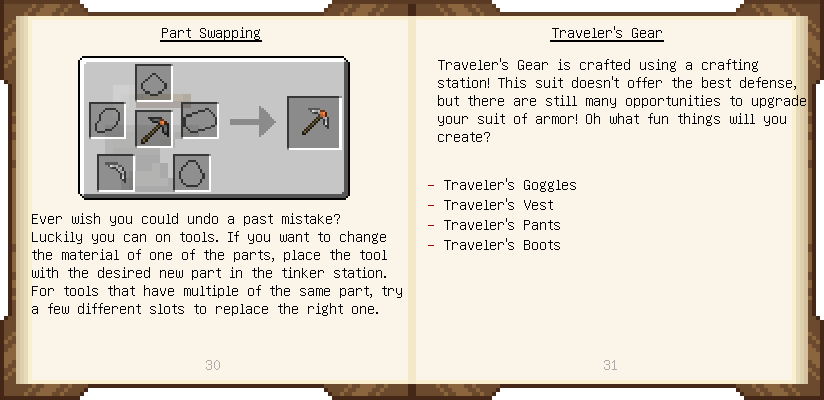 Part Swapping
Ever wish you could undo a past mistake?
Luckily you can on tools. If you want to change
the material of one of the parts, place the tool
with the desired new part in the tinker station.
For tools that have multiple of the same part, try
a few different slots to replace the right one.
30
Traveler's Gear
Traveler's Gear is crafted using a crafting
station! This suit doesn't offer the best defense,
but there are still many opportunities to upgrade
your suit of armor! Oh what fun things will you
create?
- Traveler's Goggles
- Traveler's Vest
- Traveler's Pants
- Traveler's Boots
31